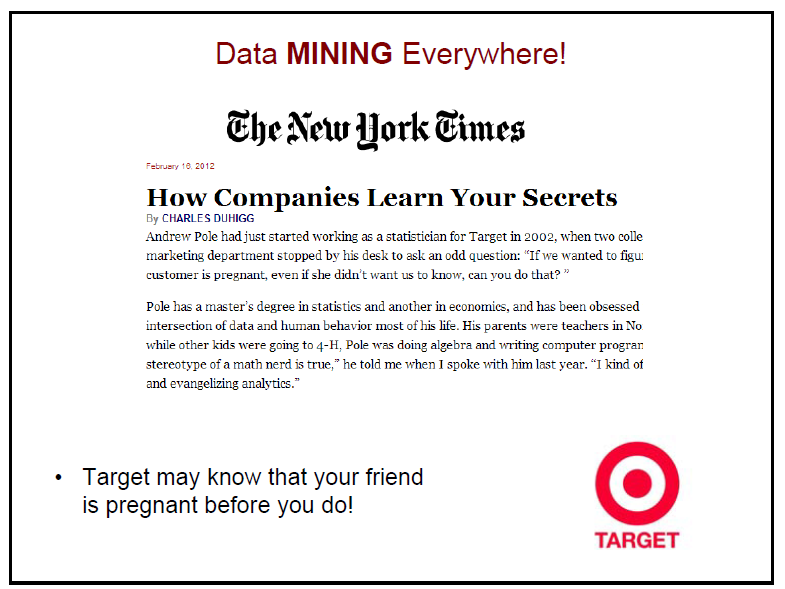 Data MINING Everywhere!
The New York Times
February 16, 2012
How Companies Learn Your Secrets
By CHARLES DUHIGG
Andrew Pole had just started working as a statistician for Target in 2002, when two colle
marketing department stopped by his desk to ask an odd question: “If we wanted to figu
customer is pregnant, even if she didn’t want us to know, can you do that? ”
Pole has a master’s degree in statistics and another in economics, and has been obsessed
intersection of data and human behavior most of his life. His parents were teachers in No
while other kids were going to 4-H, Pole was doing algebra and writing computer progran
stereotype of a math nerd is true,” he told me when I spoke with him last year. “I kind of
and evangelizing analytics.”
• Target may know that your friend
is pregnant before you do!
TARGET